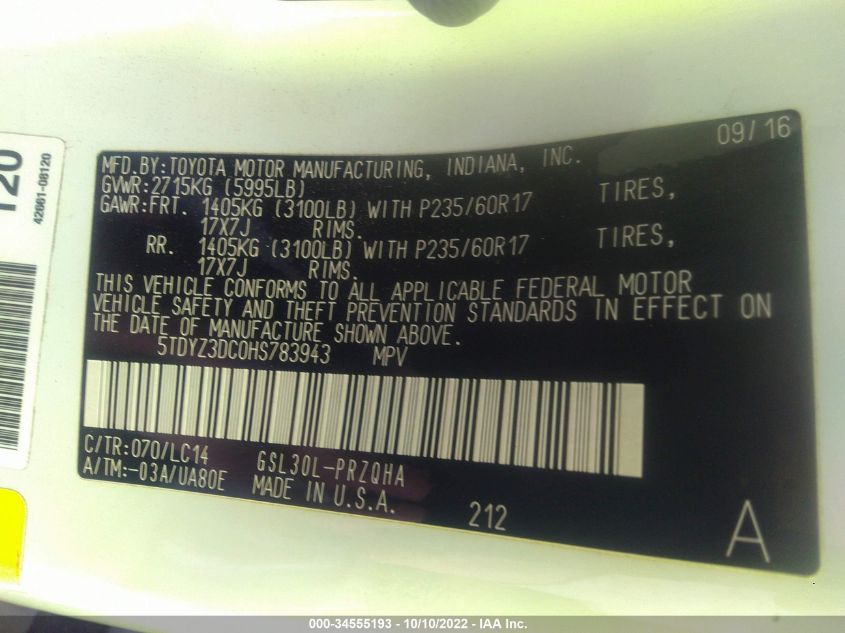 120
42661-08120
09/16
MFD.BY:TOYOTA MOTOR MANUFACTURING, INDIANA, INC.
GVWR:2715KG (5995LB)
GAWR:FRT. 1405KG (3100LB) WITH P235/60R17 TIRES,
17X7J RIMS.
RR. 1405KG (3100LB) WITH P235/60R17 TIRES,
17X7J RIMS.
THIS VEHICLE CONFORMS TO ALL APPLICABLE FEDERAL MOTOR
VEHICLE SAFETY AND THEFT PREVENTION STANDARDS IN EFFECT ON
THE DATE OF MANUFACTURE SHOWN ABOVE.
5TDYZ3DC0HS783943 MPV
C/TR:070/LC14 GSL30L-PRZQHA
A/TM:-03A/UA80E MADE IN U.S.A.
212
A
000-34555193 - 10/10/2022 - IAA Inc.